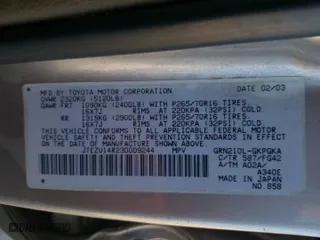 MFD. BY: TOYOTA MOTOR CORPORATION DATE 02/03
GVWR 2320KG (5120LB)
GAWR FRT 1090KG (2400LB) WITH P265/70R16 TIRES,
16X7J RIMS AT 220KPA (32PSI) COLD.
RR 1315KG (2900LB) WITH P265/70R16 TIRES,
16X7J RIMS AT 220KPA (32PSI) COLD.
THIS VEHICLE CONFORMS TO ALL APPLICABLE
FEDERAL MOTOR VEHICLE SAFETY AND THEFT
PREVENTION STANDARDS IN EFFECT ON THE DATE OF
MANUFACTURE SHOWN ABOVE.
JTEZU14R230009244 MPV GRN210L-GKPGKA
C/TR 587/FG42
A/TM A02A/
A340E
MADE IN JAPAN
NO.858